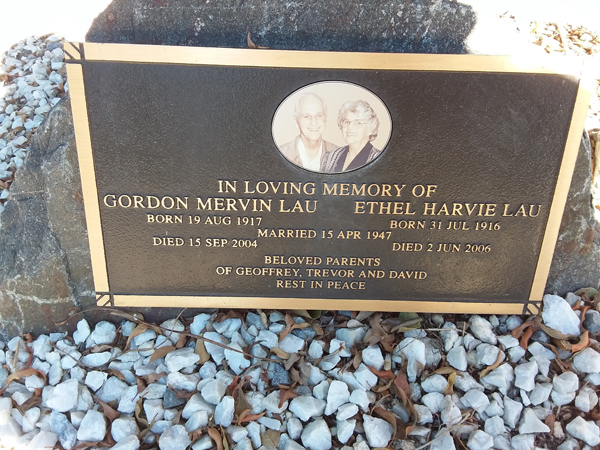 IN LOVING MEMORY OF
GORDON MERVIN LAU ETHEL HARVIE LAU
BORN 19 AUG 1917 BORN 31 JUL 1916
MARRIED 15 APR 1947
DIED 15 SEP 2004 DIED 2 JUN 2006
BELOVED PARENTS
OF GEOFFREY, TREVOR AND DAVID
REST IN PEACE